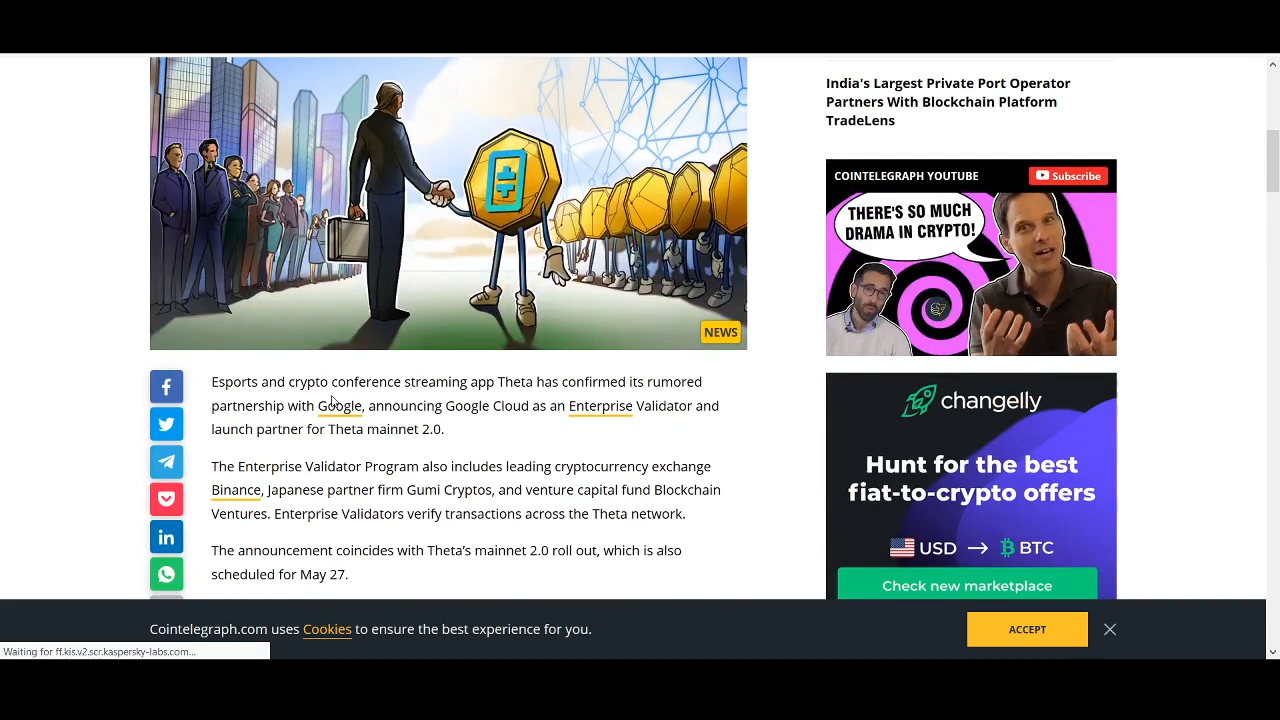 NEWS
Esports and crypto conference streaming app Theta has confirmed its rumored
partnership with Google, announcing Google Cloud as an Enterprise Validator and
launch partner for Theta mainnet 2.0.
The Enterprise Validator Program also includes leading cryptocurrency exchange
Binance, Japanese partner firm Gumi Cryptos, and venture capital fund Blockchain
Ventures. Enterprise Validators verify transactions across the Theta network.
The announcement coincides with Theta’s mainnet 2.0 roll out, which is also
scheduled for May 27.
India's Largest Private Port Operator
Partners With Blockchain Platform
TradeLens
COINTELEGRAPH YOUTUBE
Subscribe
THERE'S SO MUCH
DRAMA IN CRYPTO!
changelly
Hunt for the best
fiat-to-crypto offers
USD → BTC
Check new marketplace
Cointelegraph.com uses Cookies to ensure the best experience for you.
ACCEPT
Waiting for ff.kis.v2.scr.kaspersky-labs.com...